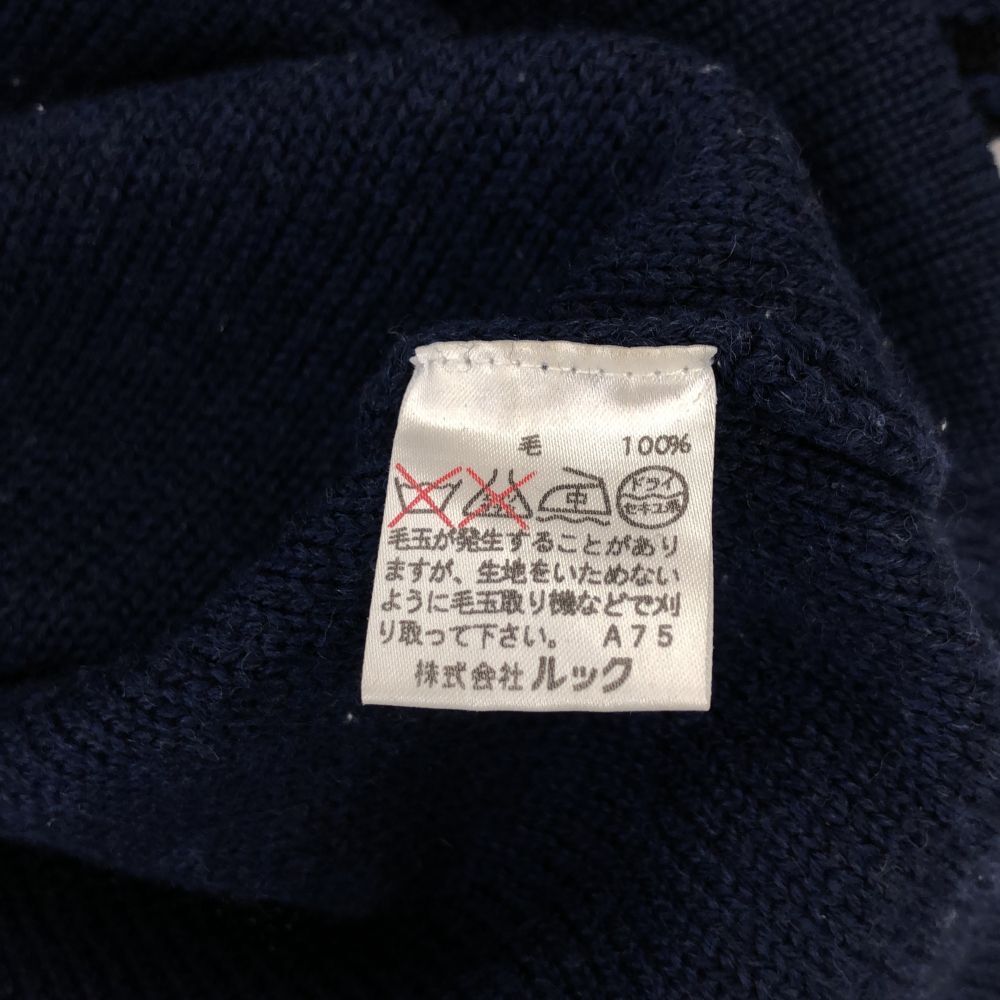 毛 100%
中 ドライ
セキユ系
毛玉が発生することがあり
ますが、生地をいためない
ように毛玉取り機などで刈
り取って下さい。 A75
株式会社 ルック